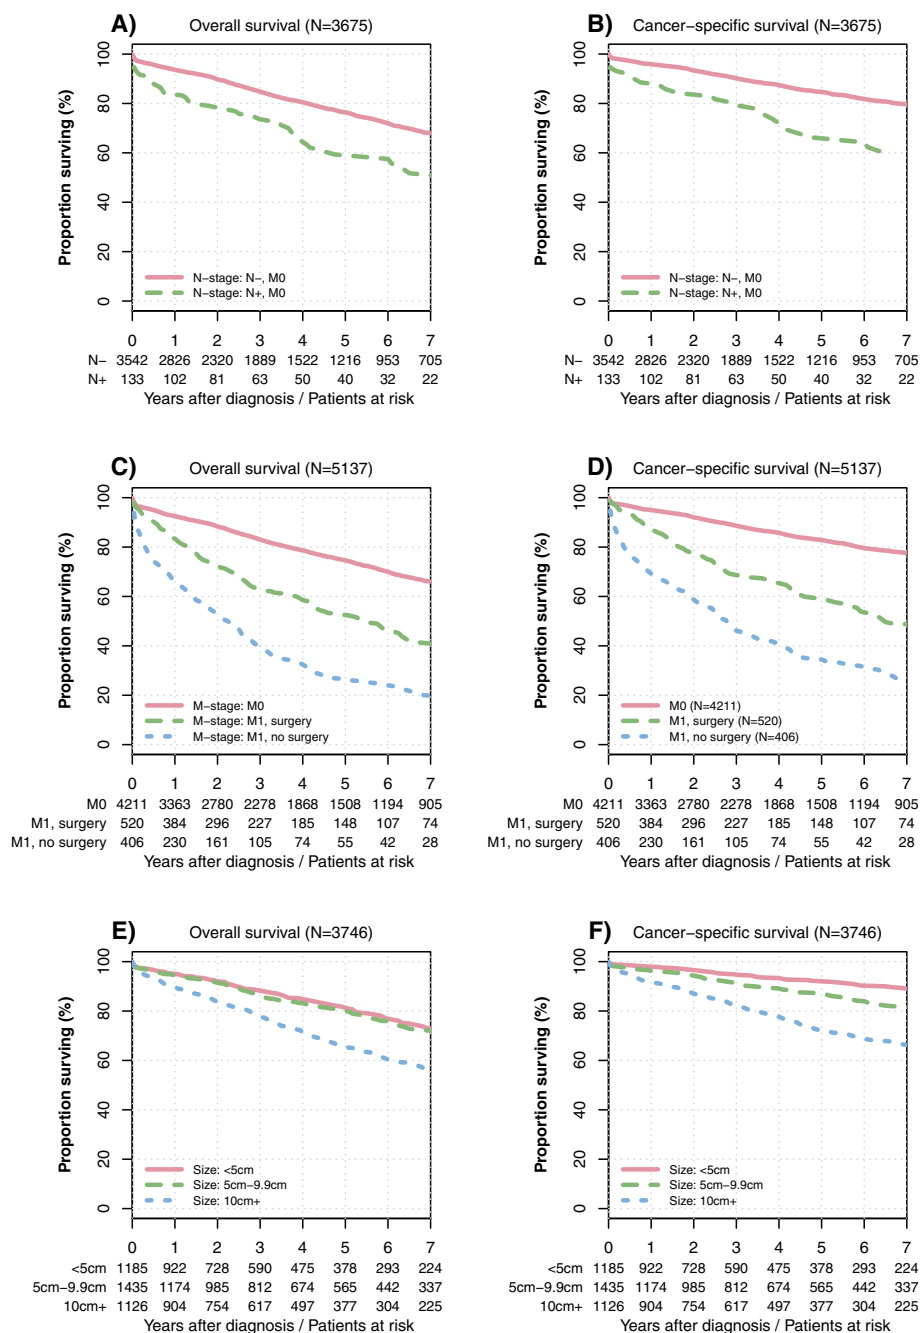 A) Overall survival (N=3675)
Proportion surving (%)
100
80
60
40
20
0
N−stage: N−, M0
N−stage: N+, M0
0 1 2 3 4 5 6 7
N− 3542 2826 2320 1889 1522 1216 953 705
N+ 133 102 81 63 50 40 32 22
Years after diagnosis / Patients at risk
B) Cancer−specific survival (N=3675)
Proportion surving (%)
100
80
60
40
20
0
N−stage: N−, M0
N−stage: N+, M0
0 1 2 3 4 5 6 7
N− 3542 2826 2320 1889 1522 1216 953 705
N+ 133 102 81 63 50 40 32 22
Years after diagnosis / Patients at risk
C) Overall survival (N=5137)
Proportion surving (%)
100
80
60
40
20
0
M−stage: M0
M−stage: M1, surgery
M−stage: M1, no surgery
0 1 2 3 4 5 6 7
M0 4211 3363 2780 2278 1868 1508 1194 905
M1, surgery 520 384 296 227 185 148 107 74
M1, no surgery 406 230 161 105 74 55 42 28
Years after diagnosis / Patients at risk
D) Cancer−specific survival (N=5137)
Proportion surving (%)
100
80
60
40
20
0
M0 (N=4211)
M1, surgery (N=520)
M1, no surgery (N=406)
0 1 2 3 4 5 6 7
M0 4211 3363 2780 2278 1868 1508 1194 905
M1, surgery 520 384 296 227 185 148 107 74
M1, no surgery 406 230 161 105 74 55 42 28
Years after diagnosis / Patients at risk
E) Overall survival (N=3746)
Proportion surving (%)
100
80
60
40
20
0
Size: <5cm
Size: 5cm−9.9cm
Size: 10cm+
0 1 2 3 4 5 6 7
<5cm 1185 922 728 590 475 378 293 224
5cm−9.9cm 1435 1174 985 812 674 565 442 337
10cm+ 1126 904 754 617 497 377 304 225
Years after diagnosis / Patients at risk
F) Cancer−specific survival (N=3746)
Proportion surving (%)
100
80
60
40
20
0
Size: <5cm
Size: 5cm−9.9cm
Size: 10cm+
0 1 2 3 4 5 6 7
<5cm 1185 922 728 590 475 378 293 224
5cm−9.9cm 1435 1174 985 812 674 565 442 337
10cm+ 1126 904 754 617 497 377 304 225
Years after diagnosis / Patients at risk